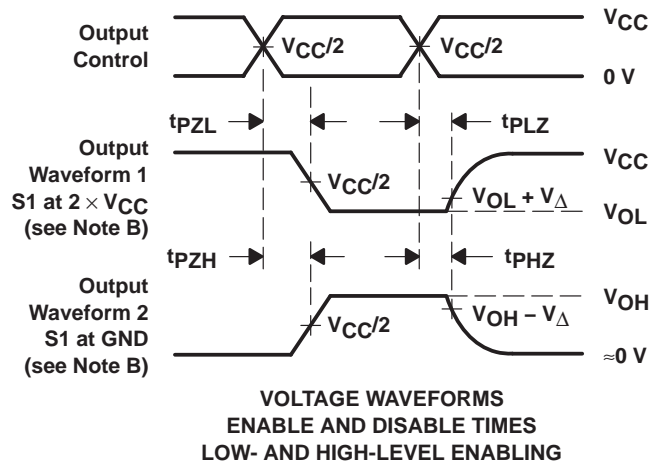 Output
Control
VCC/2
VCC/2
VCC
0 V
tPZL
tPLZ
Output
Waveform 1
S1 at 2 × VCC
(see Note B)
VCC/2
VCC
VOL + VΔ
VOL
tPZH
tPHZ
Output
Waveform 2
S1 at GND
(see Note B)
VCC/2
VOH
VOH − VΔ
≈0 V
VOLTAGE WAVEFORMS
ENABLE AND DISABLE TIMES
LOW- AND HIGH-LEVEL ENABLING